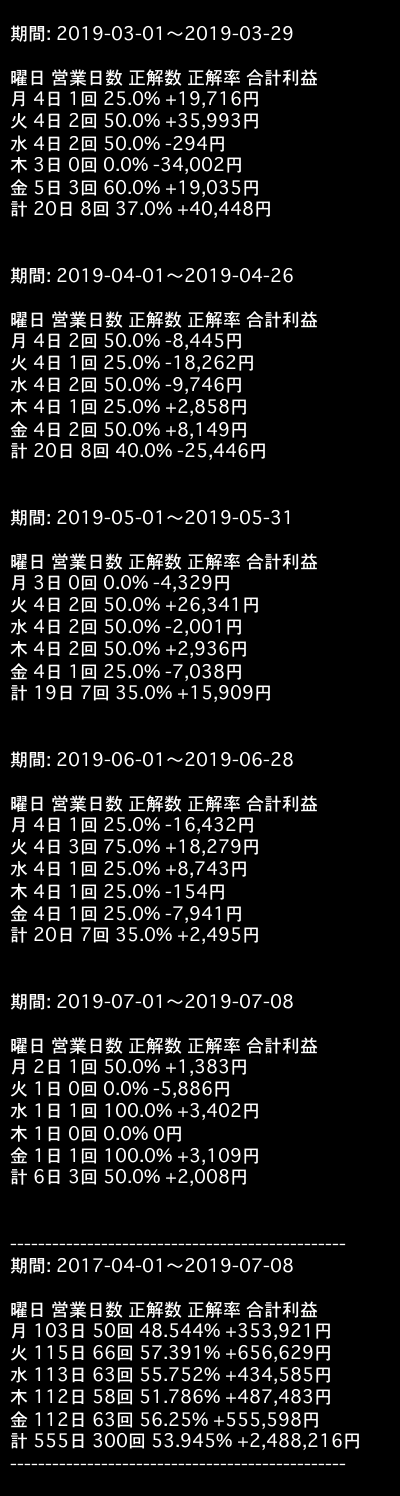 期間: 2019-03-01〜2019-03-29
曜日 営業日数 正解数 正解率 合計利益
月 4日 1回 25.0% +19,716円
火 4日 2回 50.0% +35,993円
水 4日 2回 50.0% -294円
木 3日 0回 0.0% -34,002円
金 5日 3回 60.0% +19,035円
計 20日 8回 37.0% +40,448円
期間: 2019-04-01〜2019-04-26
曜日 営業日数 正解数 正解率 合計利益
月 4日 2回 50.0% -8,445円
火 4日 1回 25.0% -18,262円
水 4日 2回 50.0% -9,746円
木 4日 1回 25.0% +2,858円
金 4日 2回 50.0% +8,149円
計 20日 8回 40.0% -25,446円
期間: 2019-05-01〜2019-05-31
曜日 営業日数 正解数 正解率 合計利益
月 3日 0回 0.0% -4,329円
火 4日 2回 50.0% +26,341円
水 4日 2回 50.0% -2,001円
木 4日 2回 50.0% +2,936円
金 4日 1回 25.0% -7,038円
計 19日 7回 35.0% +15,909円
期間: 2019-06-01〜2019-06-28
曜日 営業日数 正解数 正解率 合計利益
月 4日 1回 25.0% -16,432円
火 4日 3回 75.0% +18,279円
水 4日 1回 25.0% +8,743円
木 4日 1回 25.0% -154円
金 4日 1回 25.0% -7,941円
計 20日 7回 35.0% +2,495円
期間: 2019-07-01〜2019-07-08
曜日 営業日数 正解数 正解率 合計利益
月 2日 1回 50.0% +1,383円
火 1日 0回 0.0% -5,886円
水 1日 1回 100.0% +3,402円
木 1日 0回 0.0% 0円
金 1日 1回 100.0% +3,109円
計 6日 3回 50.0% +2,008円
------------------------------------------------
期間: 2017-04-01〜2019-07-08
曜日 営業日数 正解数 正解率 合計利益
月 103日 50回 48.544% +353,921円
火 115日 66回 57.391% +656,629円
水 113日 63回 55.752% +434,585円
木 112日 58回 51.786% +487,483円
金 112日 63回 56.25% +555,598円
計 555日 300回 53.945% +2,488,216円
------------------------------------------------